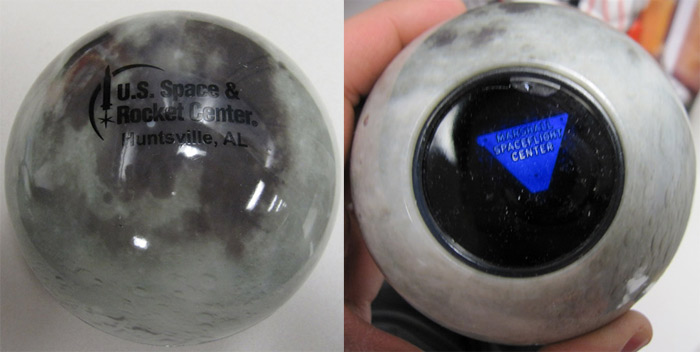 U.S. Space &
Rocket Center®
Huntsville, AL
MARSHALL
SPACEFLIGHT
CENTER